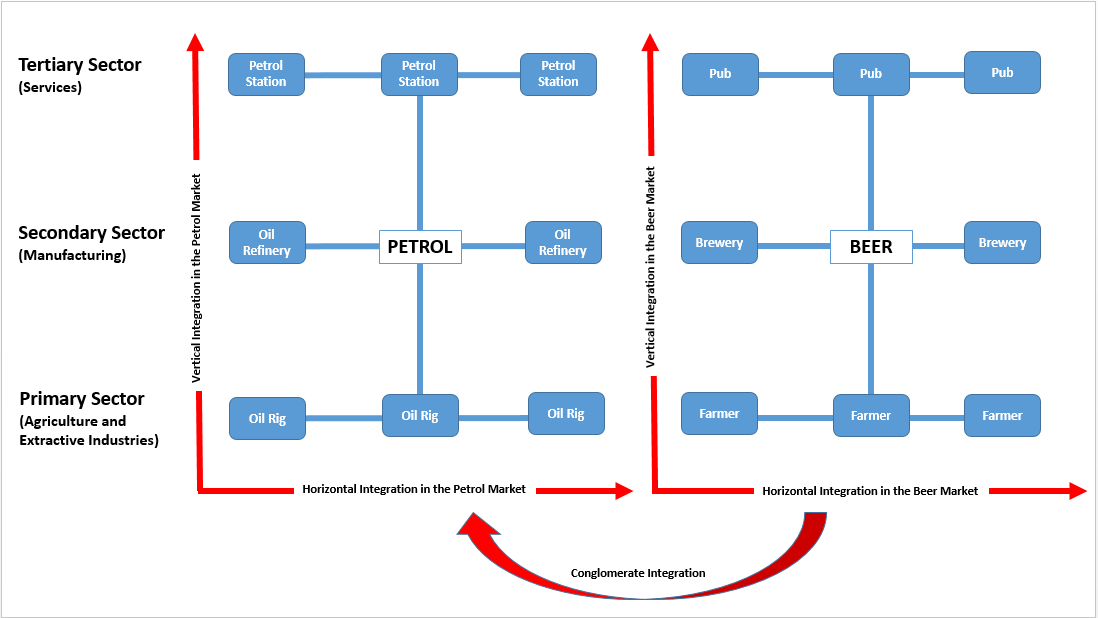 Tertiary Sector
(Services)
Petrol
Station
Petrol
Station
Petrol
Station
Pub
Pub
Pub
Secondary Sector
(Manufacturing)
Vertical Integration in the Petrol Market
Oil
Refinery
PETROL
Oil
Refinery
Vertical Integration in the Beer Market
Brewery
BEER
Brewery
Primary Sector
(Agriculture and
Extractive Industries)
Oil Rig
Oil Rig
Oil Rig
Farmer
Farmer
Farmer
Horizontal Integration in the Petrol Market
Horizontal Integration in the Beer Market
Conglomerate Integration